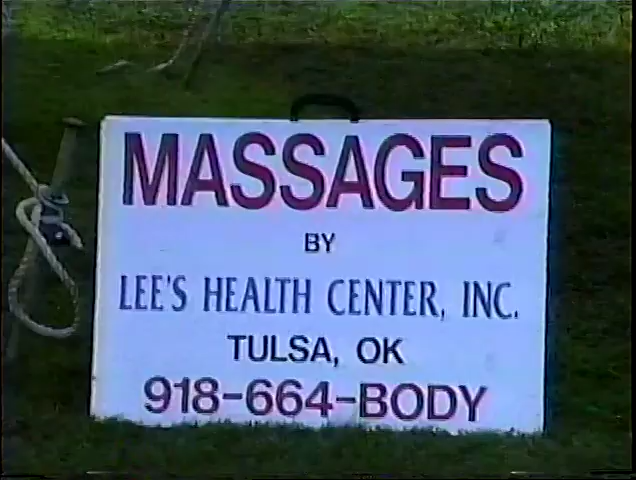 MASSAGES
BY
LEE'S HEALTH CENTER, INC.
TULSA, OK
918-664-BODY